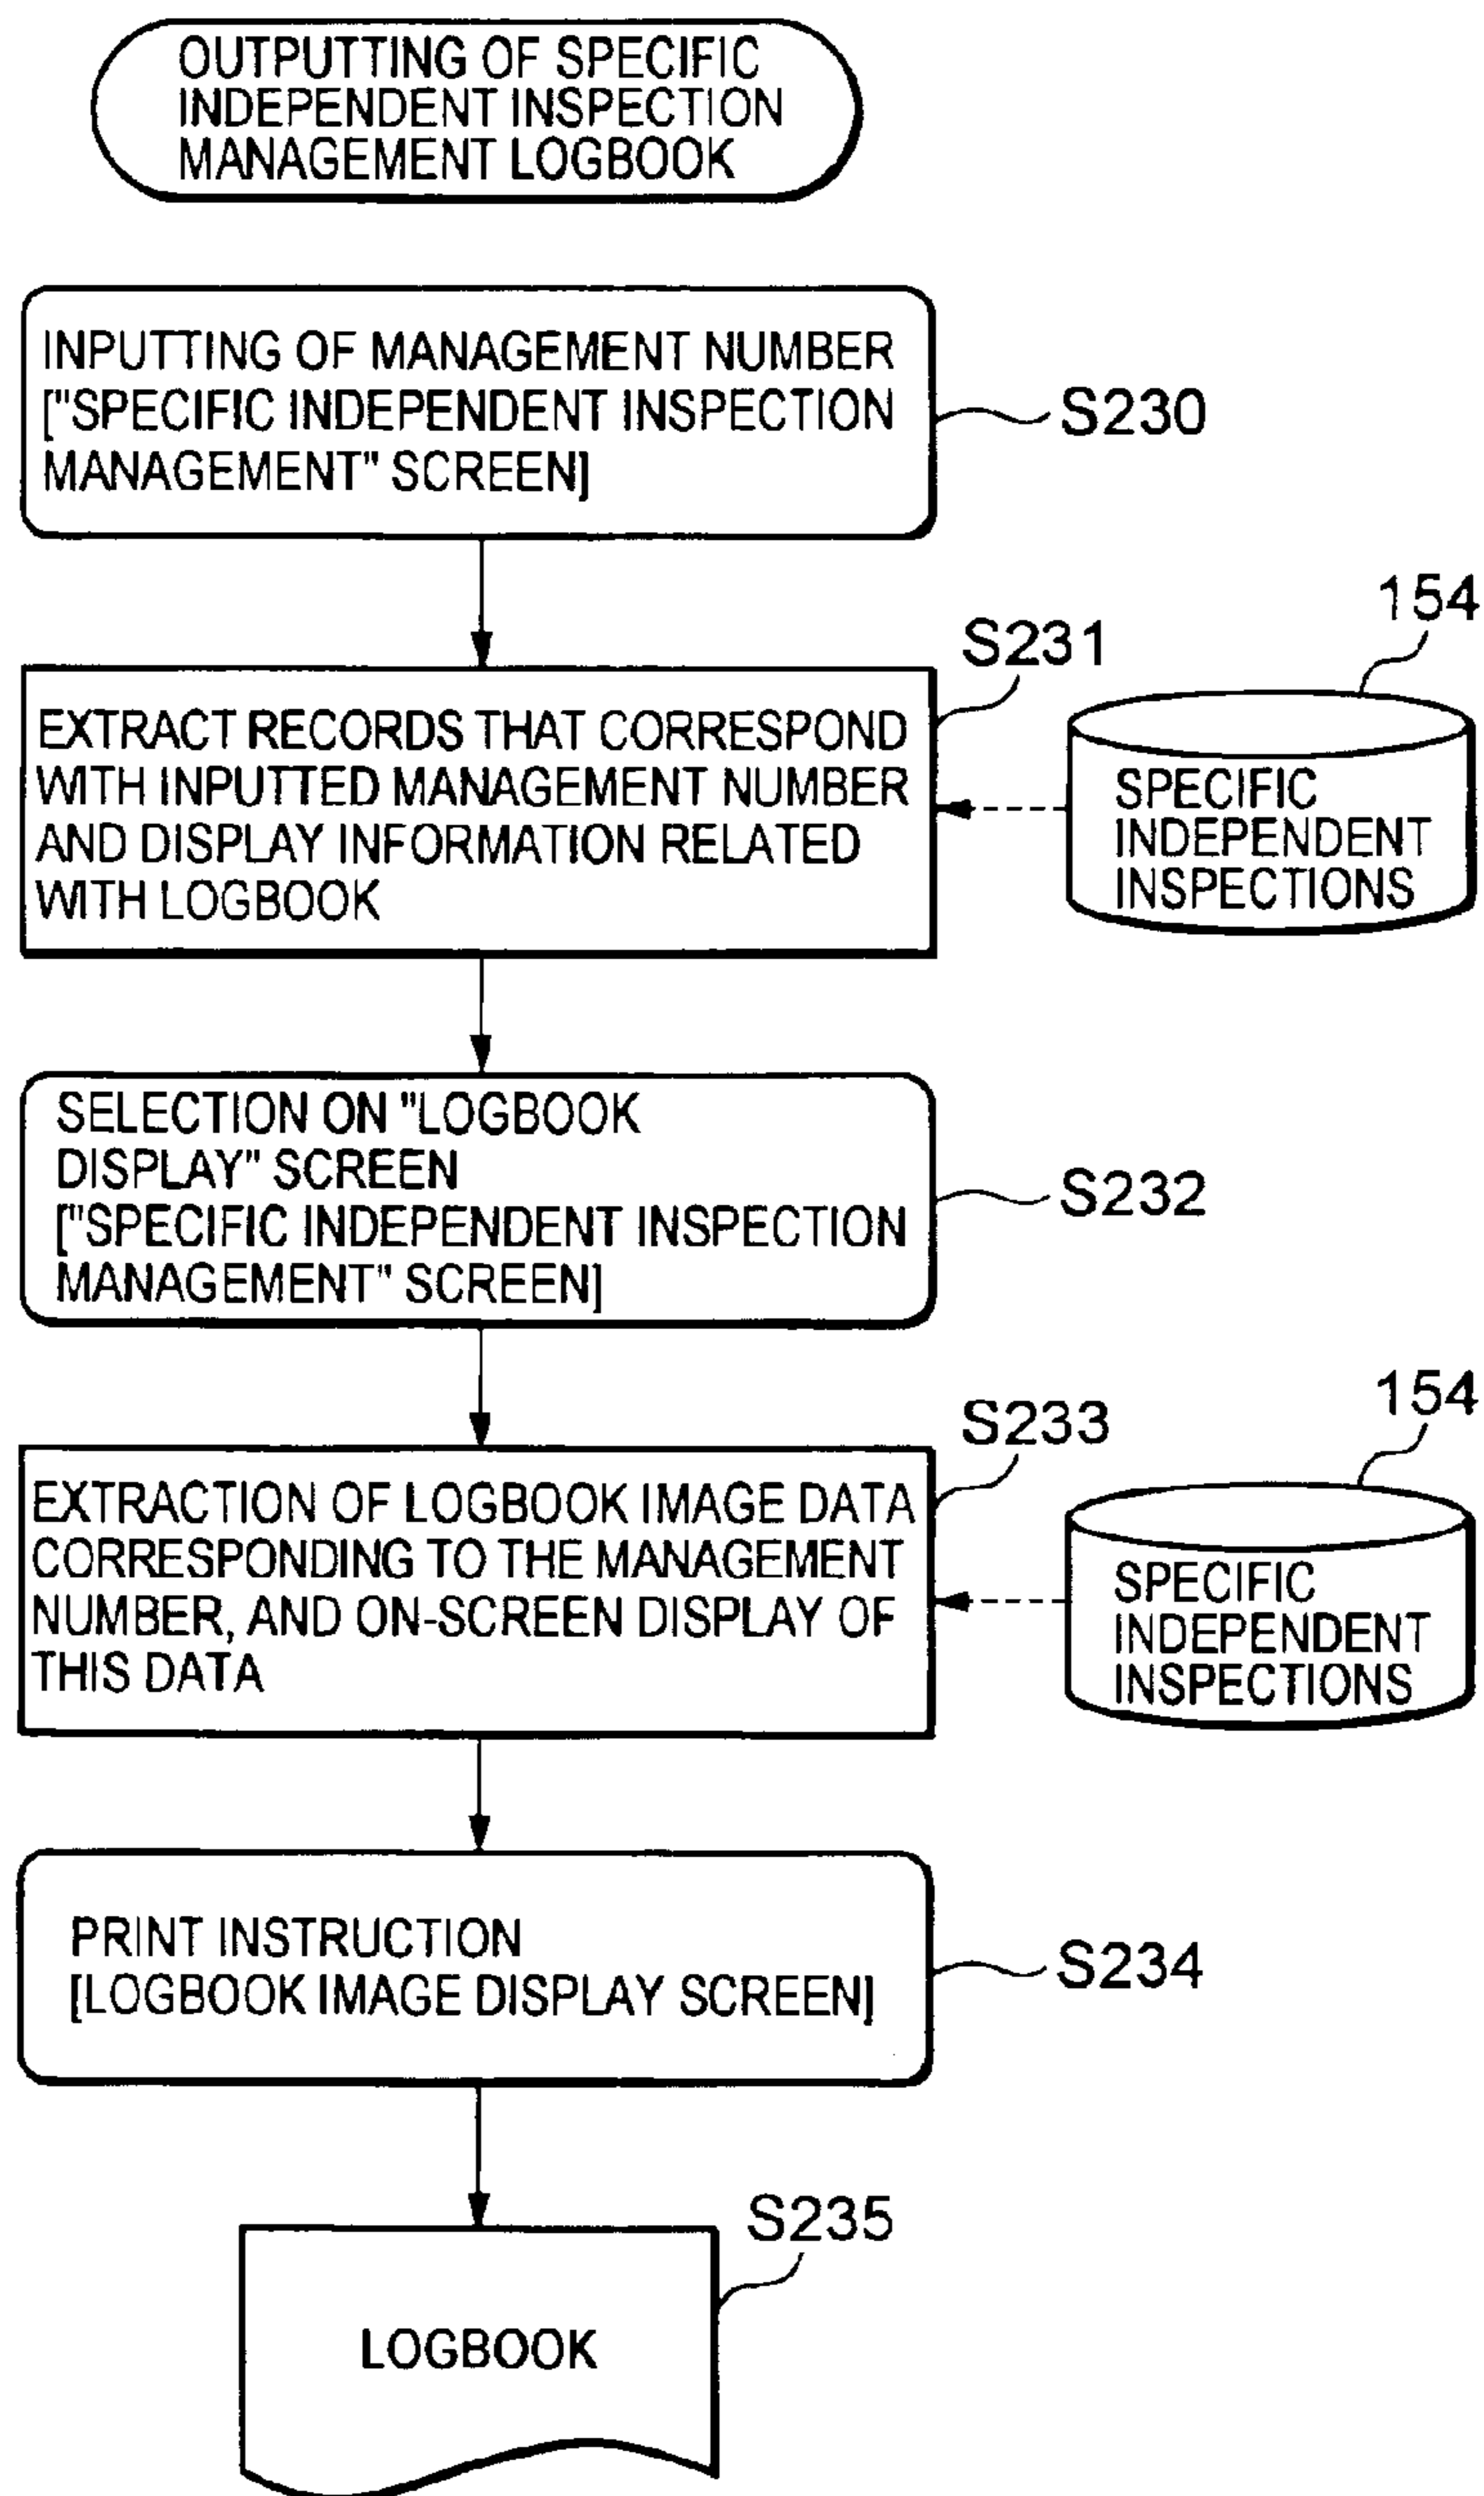 OUTPUTTING OF SPECIFIC
INDEPENDENT INSPECTION
MANAGEMENT LOGBOOK
INPUTTING OF MANAGEMENT NUMBER
["SPECIFIC INDEPENDENT INSPECTION
MANAGEMENT" SCREEN]
S230
154
S231
EXTRACT RECORDS THAT CORRESPOND
WITH INPUTTED MANAGEMENT NUMBER
AND DISPLAY INFORMATION RELATED
WITH LOGBOOK
SPECIFIC
INDEPENDENT
INSPECTIONS
SELECTION ON "LOGBOOK
DISPLAY" SCREEN
["SPECIFIC INDEPENDENT INSPECTION
MANAGEMENT" SCREEN]
S232
154
S233
EXTRACTION OF LOGBOOK IMAGE DATA
CORRESPONDING TO THE MANAGEMENT
NUMBER, AND ON-SCREEN DISPLAY OF
THIS DATA
SPECIFIC
INDEPENDENT
INSPECTIONS
PRINT INSTRUCTION
[LOGBOOK IMAGE DISPLAY SCREEN]
S234
S235
LOGBOOK